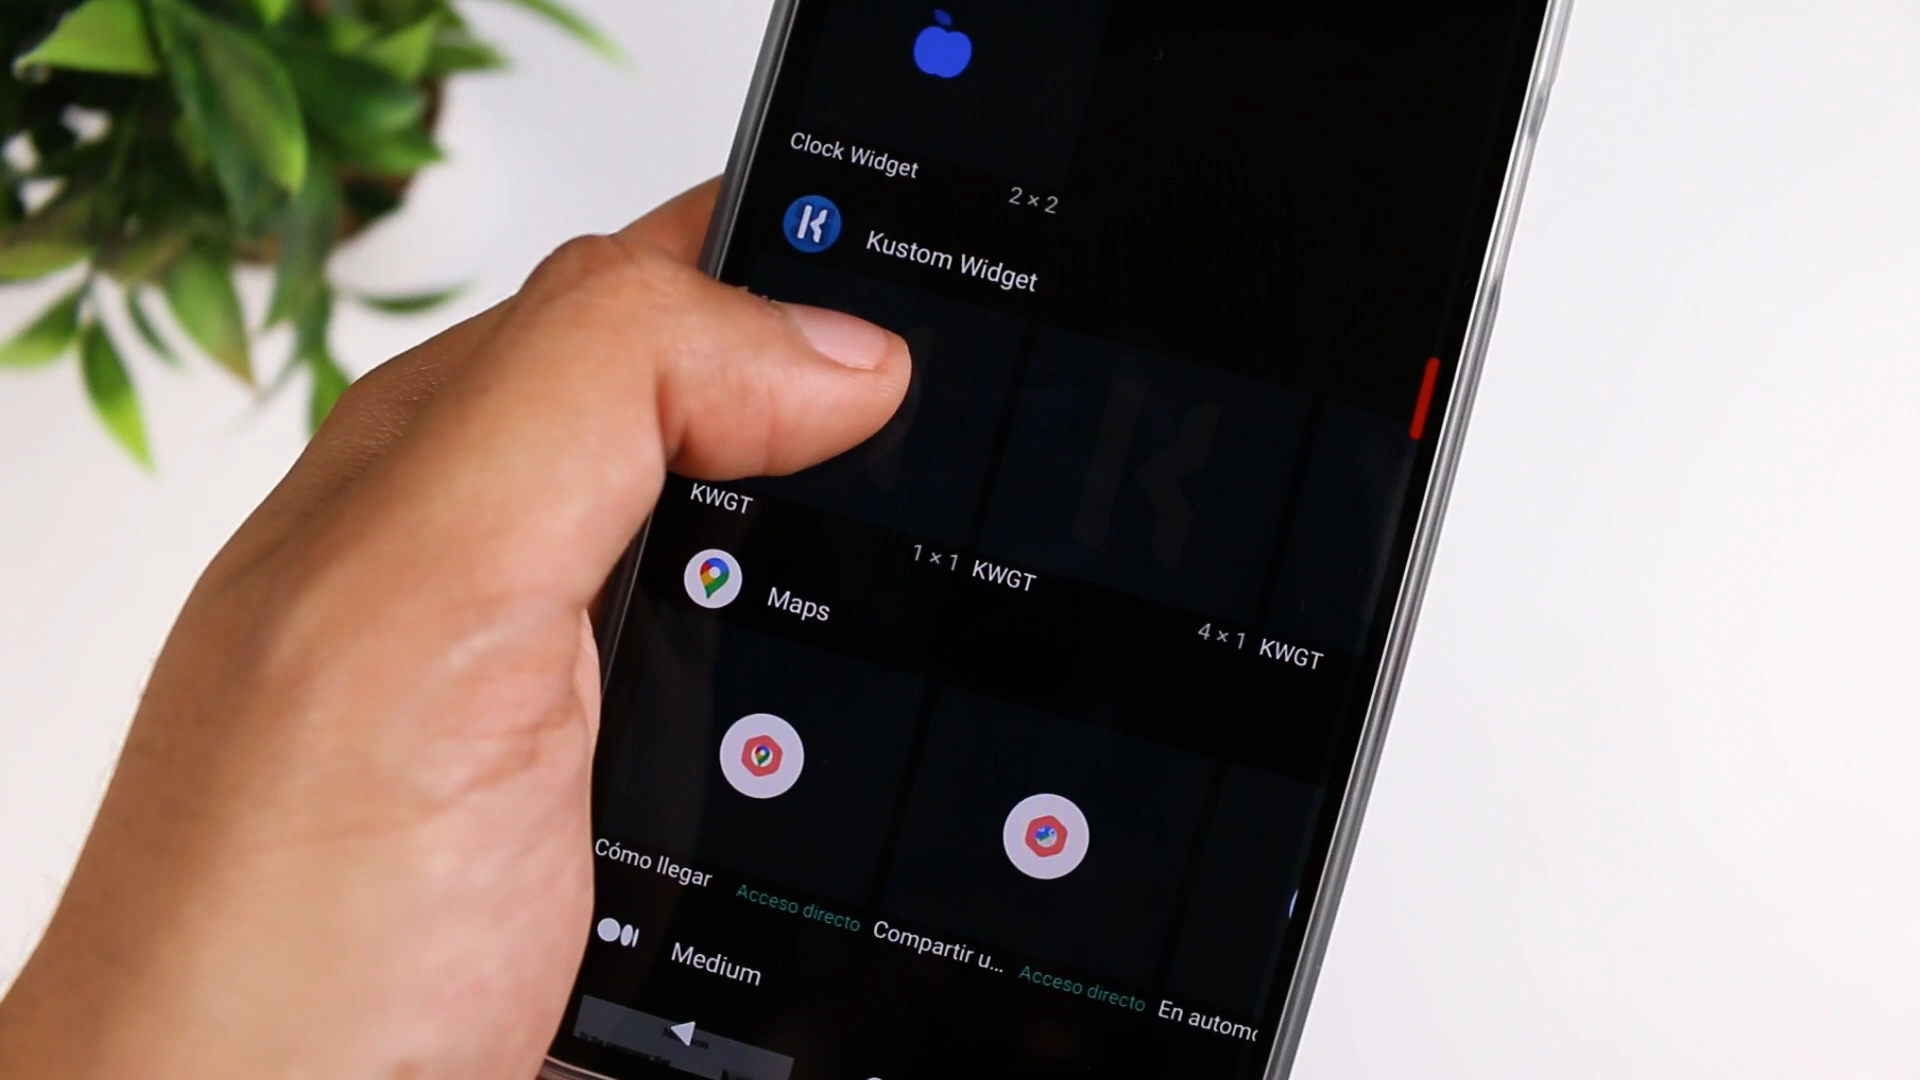 Clock Widget
2 × 2
Kustom Widget
KWGT
1 × 1 KWGT
4 × 1 KWGT
Maps
Cómo llegar
Acceso directo
Compartir u...
Acceso directo
En automo
Medium